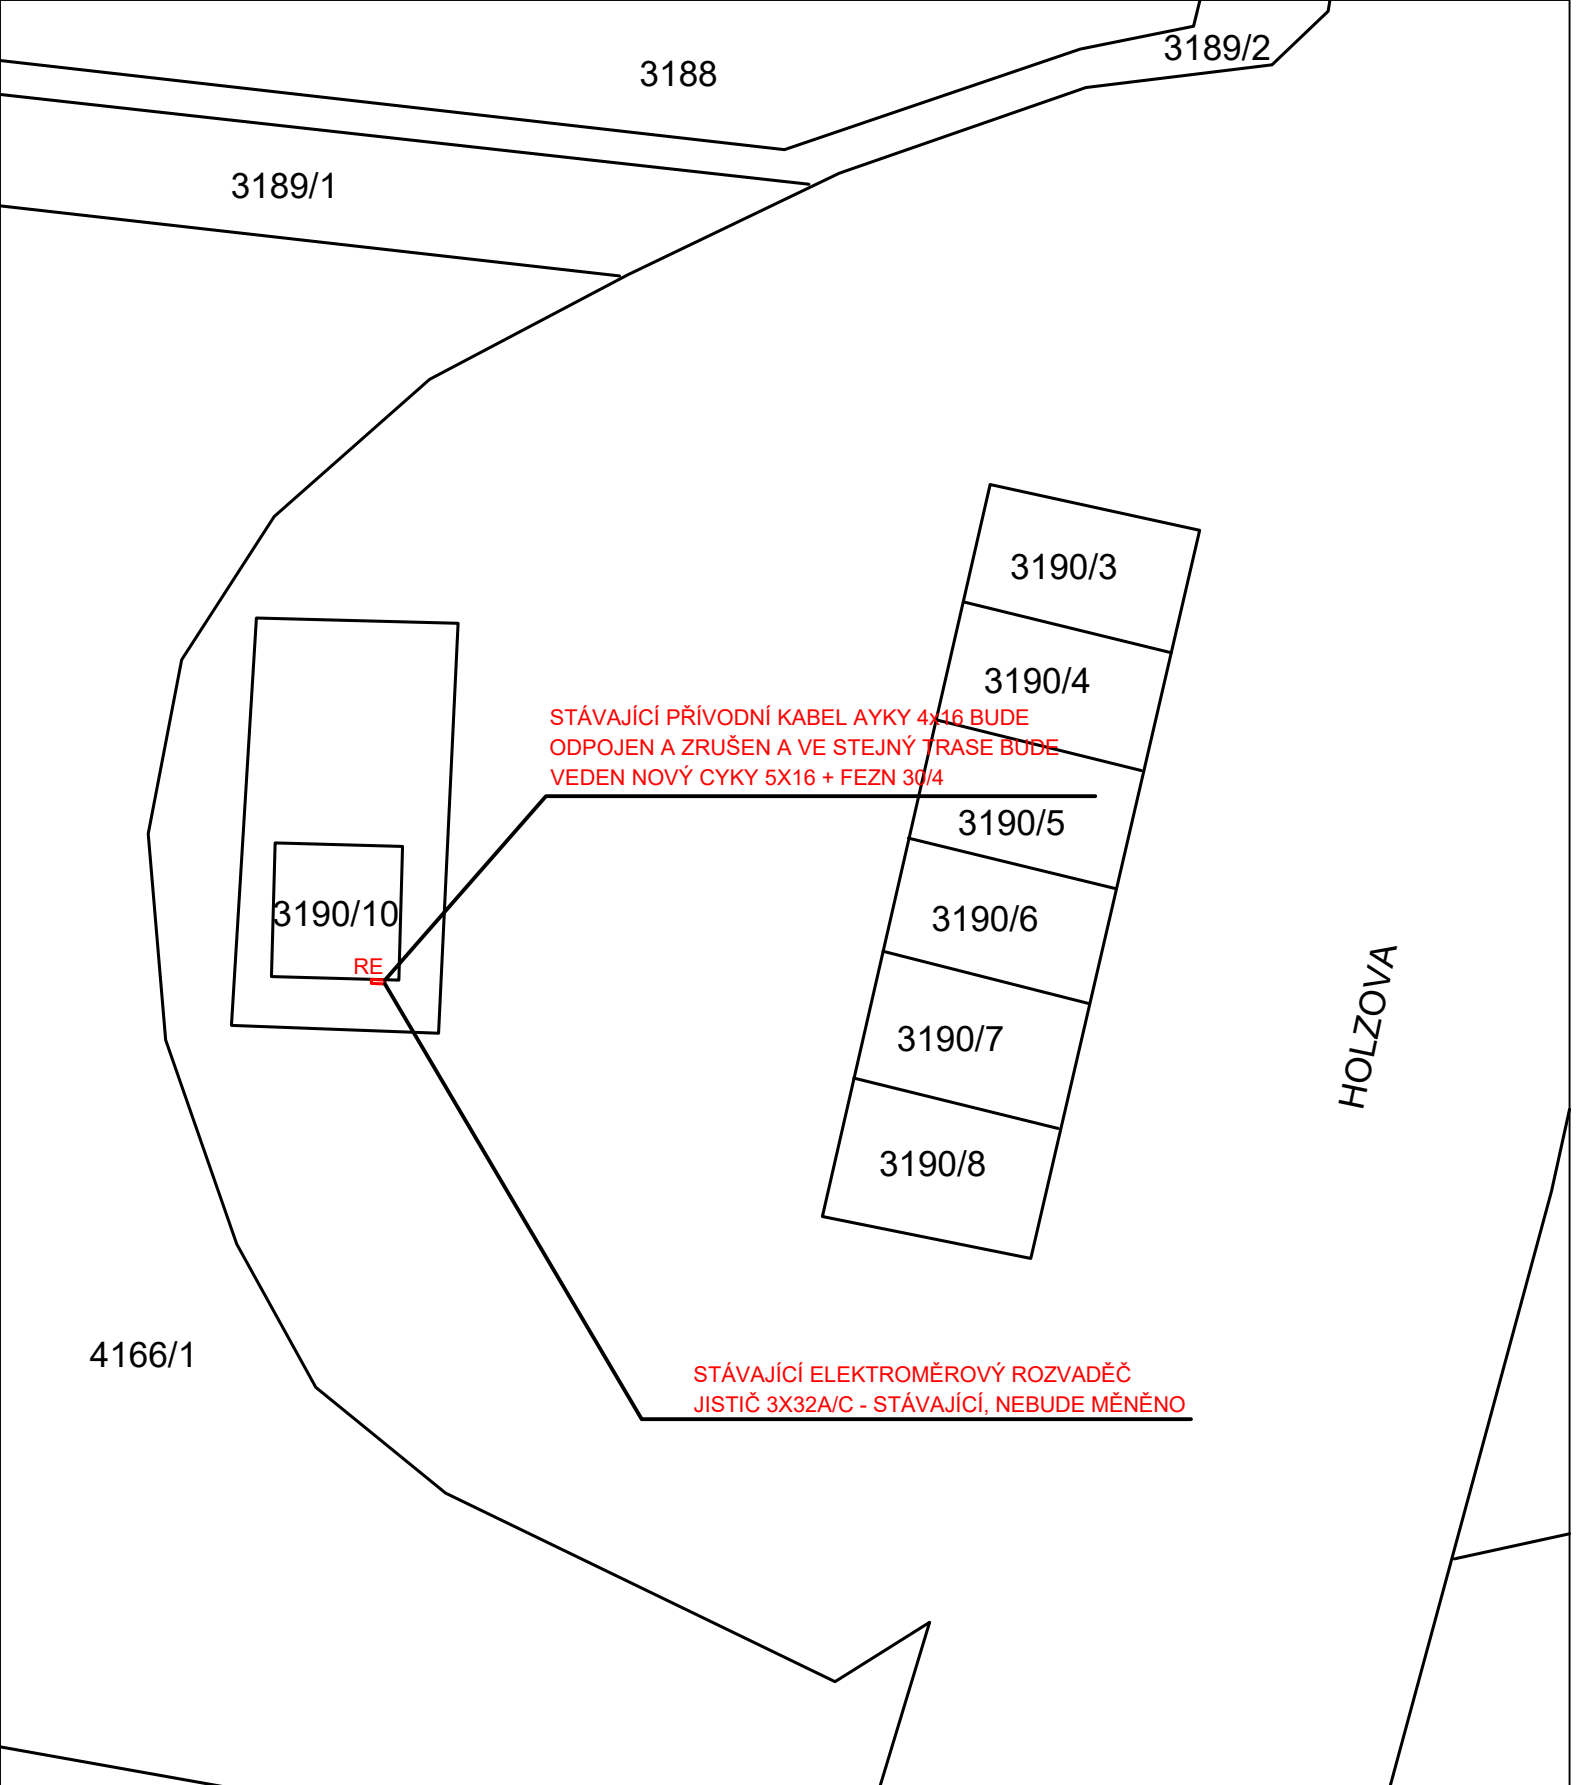 3189/2
3188
3189/1
3190/3
3190/4
STÁVAJÍCÍ PŘÍVODNÍ KABEL AYKY 4x16 BUDE
ODPOJEN A ZRUŠEN A VE STEJNÝ TRASE BUDE
VEDEN NOVÝ CYKY 5X16 + FEZN 30/4
3190/5
3190/10
3190/6
RE
HOLZOVA
3190/7
3190/8
4166/1
STÁVAJÍCÍ ELEKTROMĚROVÝ ROZVADĚČ
JISTIČ 3X32A/C - STÁVAJÍCÍ, NEBUDE MĚNĚNO